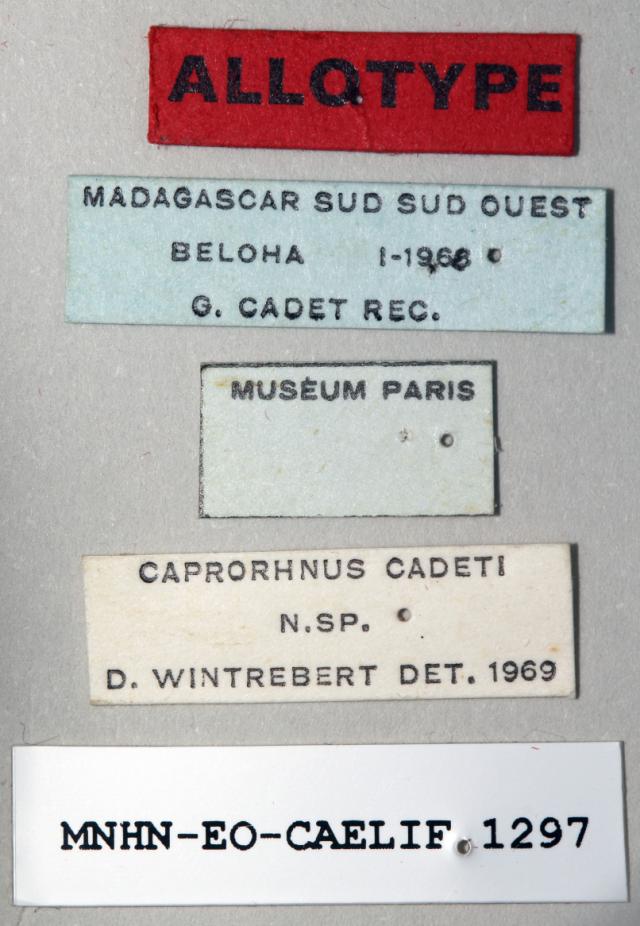 ALLOTYPE
MADAGASCAR SUD SUD OUEST
BELOHA I-1968
G. CADET REC.
MUSÉUM PARIS
CAPRORHNUS CADETI
N.SP.
D. WINTREBERT DET. 1969
MNHN-EO-CAELIF 1297